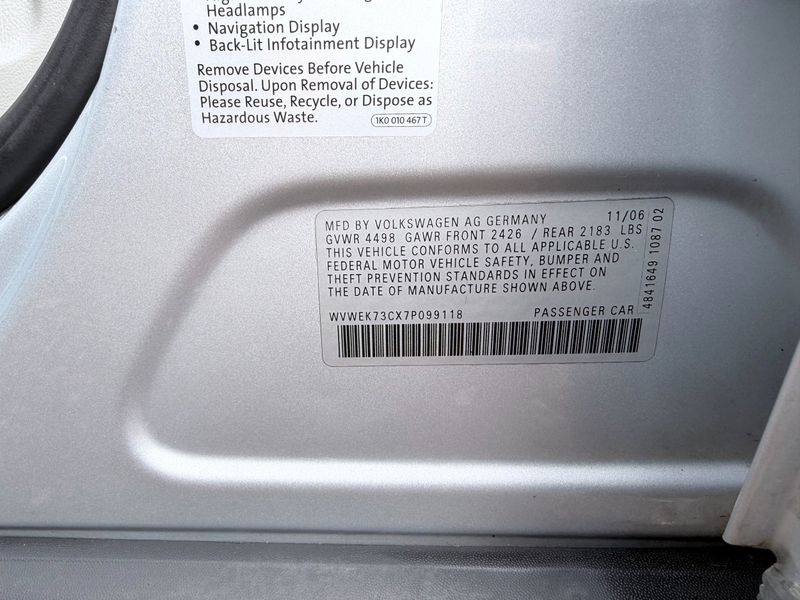 Headlamps
• Navigation Display
• Back-Lit Infotainment Display
Remove Devices Before Vehicle
Disposal. Upon Removal of Devices:
Please Reuse, Recycle, or Dispose as
Hazardous Waste.
1K0 010 467 T
MFD BY VOLKSWAGEN AG GERMANY 11/06
GVWR 4498 GAWR FRONT 2426 / REAR 2183 LBS
THIS VEHICLE CONFORMS TO ALL APPLICABLE U.S.
FEDERAL MOTOR VEHICLE SAFETY, BUMPER AND
THEFT PREVENTION STANDARDS IN EFFECT ON
THE DATE OF MANUFACTURE SHOWN ABOVE.
WVWEK73CX7P099118 PASSENGER CAR
4841649 1087 02